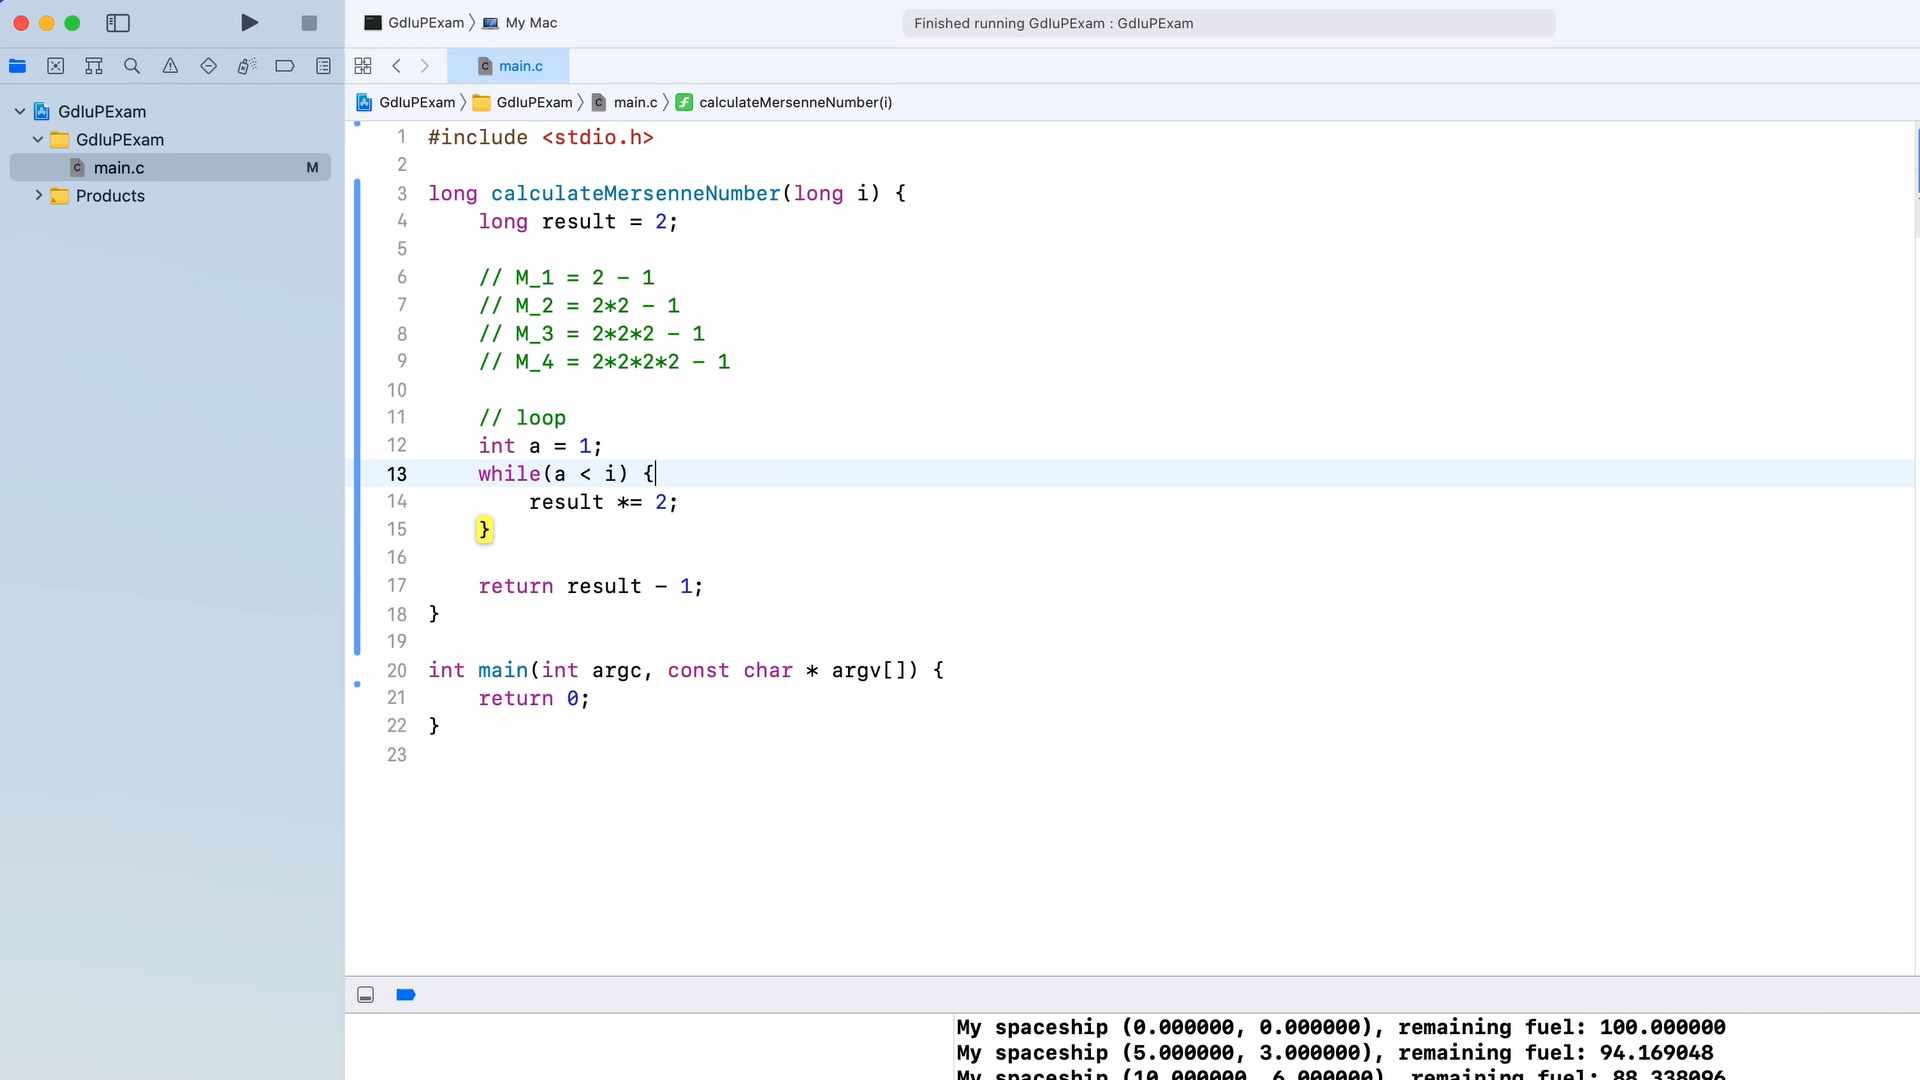 GdIuPExam 〉 My Mac
Finished running GdIuPExam : GdIuPExam
main.c
GdIuPExam 〉 GdIuPExam 〉 main.c 〉 calculateMersenneNumber(i)
GdIuPExam
GdIuPExam
main.c M
Products
1 #include <stdio.h>
2
3 long calculateMersenneNumber(long i) {
4 long result = 2;
5
6 // M_1 = 2 - 1
7 // M_2 = 2*2 - 1
8 // M_3 = 2*2*2 - 1
9 // M_4 = 2*2*2*2 - 1
10
11 // loop
12 int a = 1;
13 while(a < i) {
14 result *= 2;
15 }
16
17 return result - 1;
18 }
19
20 int main(int argc, const char * argv[]) {
21 return 0;
22 }
23
My spaceship (0.000000, 0.000000), remaining fuel: 100.000000
My spaceship (5.000000, 3.000000), remaining fuel: 94.169048
My spaceship (10.000000, 6.000000), remaining fuel: 88.338096